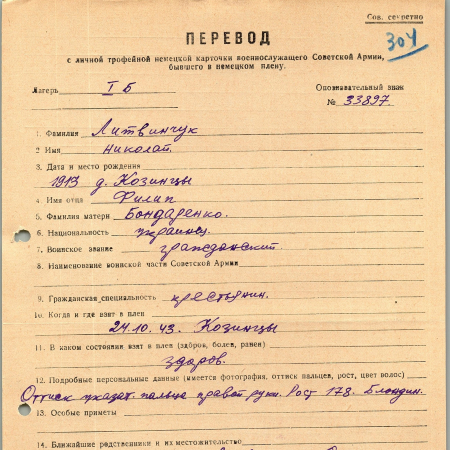 Сов. секретно
304
ПЕРЕВОД
с личной трофейной немецкой карточки военнослужащего Советской Армии,
бывшего в немецком плену.
Лагерь I Б
Опознавательный знак
№ 33897
1. Фамилия Литвинчук
2 Имя Николай
3. Дата и место рождения
1913 д. Козинцы
4 Имя отца Филип
5. Фамилия матери Бондаренко.
6. Национальность украинец.
7. Воинское звание гражданский.
8. Наименование воинской части Советской Армии
9. Гражданская специальность крестьянин.
10. Когда и где взят в плен
24.10.43. Козинцы
11. В каком состоянии взят в плен (здоров, болен, ранен)
здоров.
12. Подробные персональные данные (имеется фотография, оттиск пальцев, рост, цвет волос)
Оттиск указат. пальца правой руки. Рост 178. Блондин.
13. Особые приметы
14. Ближайшие родственники и их местожительство